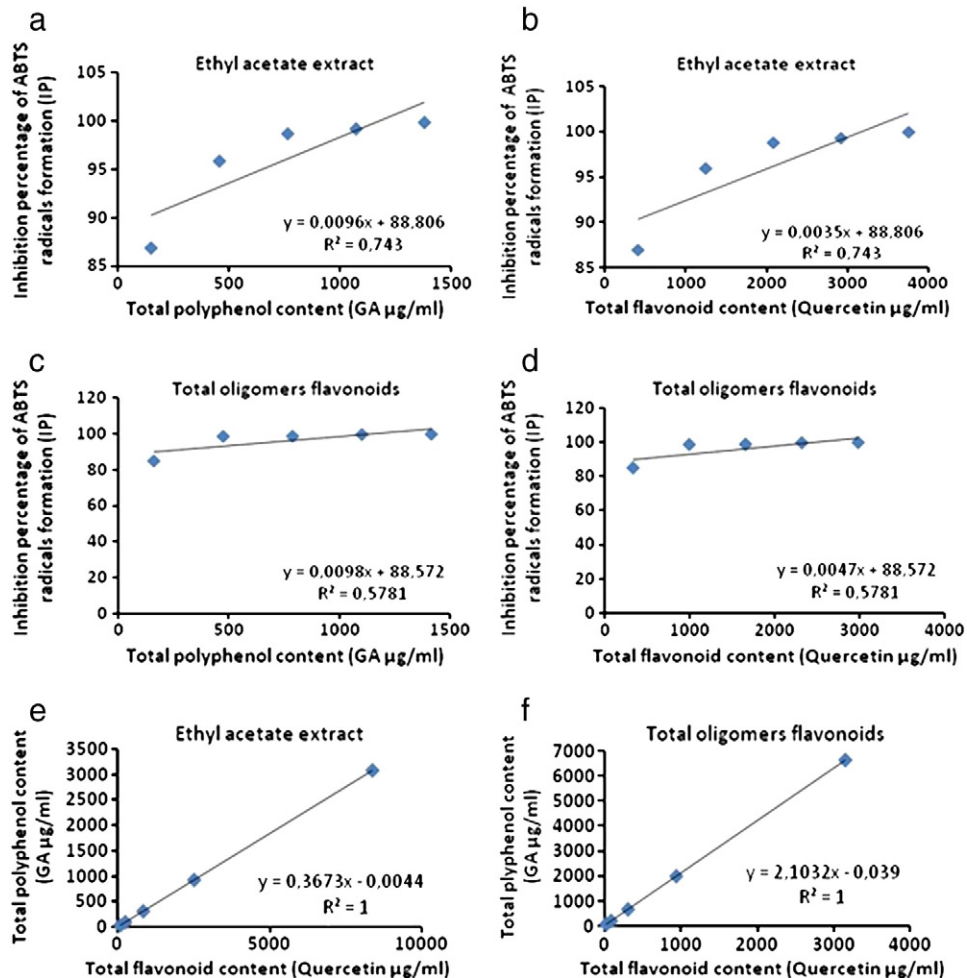 a
Ethyl acetate extract
Inhibition percentage of ABTS
radicals formation (IP)
105
100
95
90
85
y = 0,0096x + 88,806
R² = 0,743
0 500 1000 1500
Total polyphenol content (GA µg/ml)
b
Ethyl acetate extract
Inhibition percentage of ABTS
radicals formation (IP)
105
100
95
90
85
y = 0,0035x + 88,806
R² = 0,743
0 1000 2000 3000 4000
Total flavonoid content (Quercetin µg/ml)
c
Total oligomers flavonoids
Inhibition percentage of ABTS
radicals formation (IP)
120
100
80
60
40
20
0
y = 0,0098x + 88,572
R² = 0,5781
0 500 1000 1500
Total polyphenol content (GA µg/ml)
d
Total oligomers flavonoids
Inhibition percentage of ABTS
radicals formation (IP)
120
100
80
60
40
20
0
y = 0,0047x + 88,572
R² = 0,5781
0 1000 2000 3000 4000
Total flavonoid content (Quercetin µg/ml)
e
Ethyl acetate extract
Total polyphenol content
(GA µg/ml)
3500
3000
2500
2000
1500
1000
500
0
y = 0,3673x - 0,0044
R² = 1
0 5000 10000
Total flavonoid content (Quercetin µg/ml)
f
Total oligomers flavonoids
Total plyphenol content
(GA µg/ml)
7000
6000
5000
4000
3000
2000
1000
0
y = 2,1032x - 0,039
R² = 1
0 1000 2000 3000 4000
Total flavonoid content (Quercetin µg/ml)